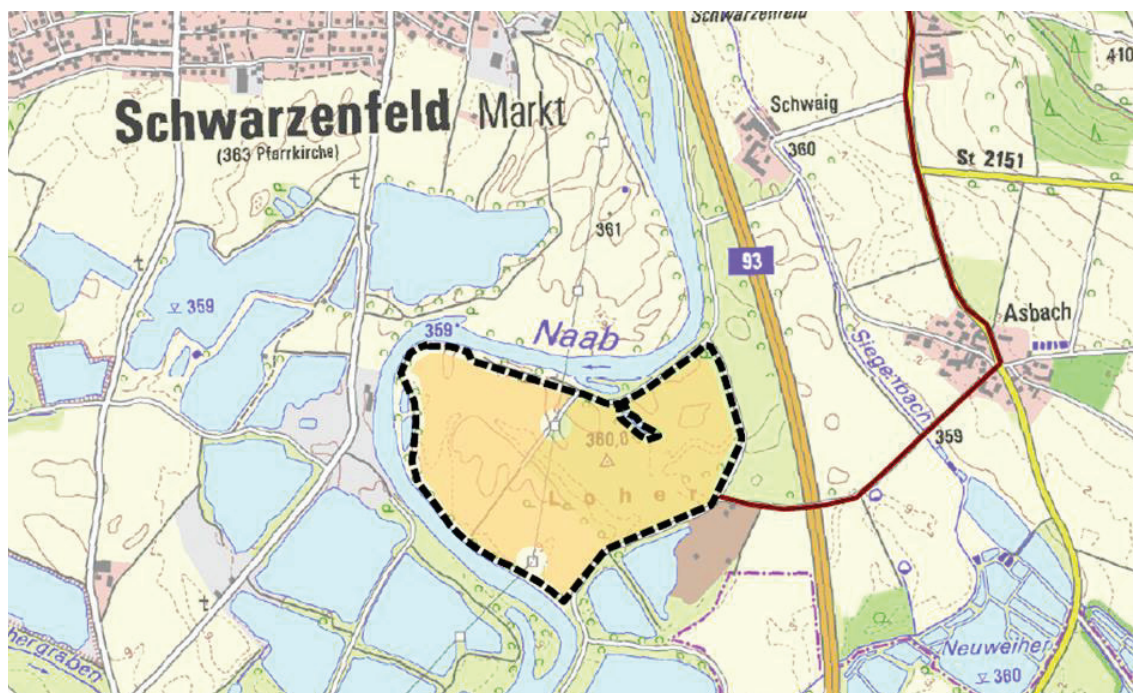 Schwarzenfeld
410
Schwaig
Schwarzenfeld Markt
(363 Pfarrkirche)
360
St 2151
361
93
359
Asbach
359
Naab
Siegenbach
359
360,0
Loher
Neuweiher
hergraben
360